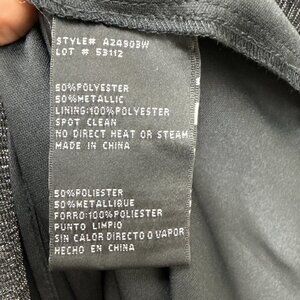 STYLE# A24903W
LOT # 53112
50%POLYESTER
50%METALLIC
LINING:100%POLYESTER
SPOT CLEAN
NO DIRECT HEAT OR STEAM
MADE IN CHINA
50%POLIESTER
50%METALLIQUE
FORRO:100%POLYESTER
PUNTO LIMPIO
SIN CALOR DIRECTO O VAPOR
HECHO EN CHINA